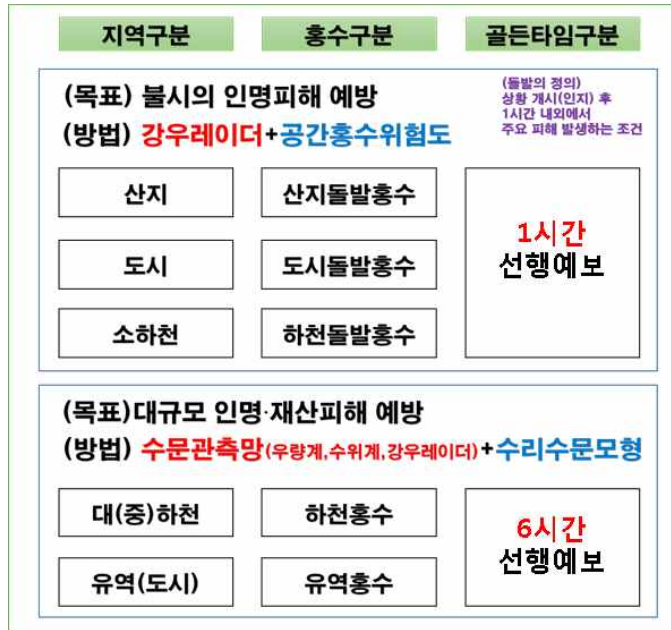 지역구분 홍수구분 골든타임구분
(목표) 불시의 인명피해 예방
(방법) 강우레이더+공간홍수위험도
(돌발의 정의)
상황 개시(인지) 후
1시간 내외에서
주요 피해 발생하는 조건
산지 산지돌발홍수
도시 도시돌발홍수
소하천 하천돌발홍수
1시간
선행예보
(목표)대규모 인명·재산피해 예방
(방법) 수문관측망(우량계,수위계,강우레이더)+수리수문모형
대(중)하천 하천홍수
유역(도시) 유역홍수
6시간
선행예보